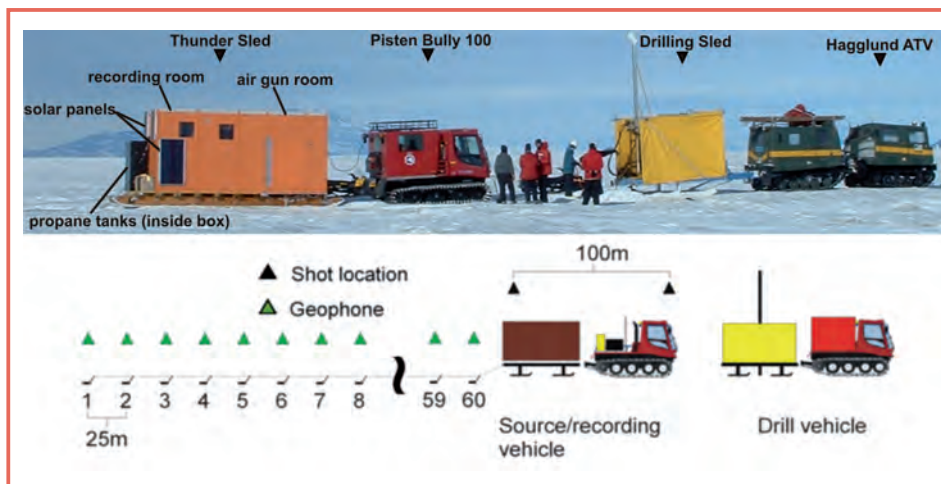 Thunder Sled
Pisten Bully 100
Drilling Sled
Hagglund ATV
recording room
air gun room
solar panels
propane tanks (inside box)
100m
Shot location
Geophone
1 2 3 4 5 6 7 8 59 60
25m
Source/recording
vehicle
Drill vehicle